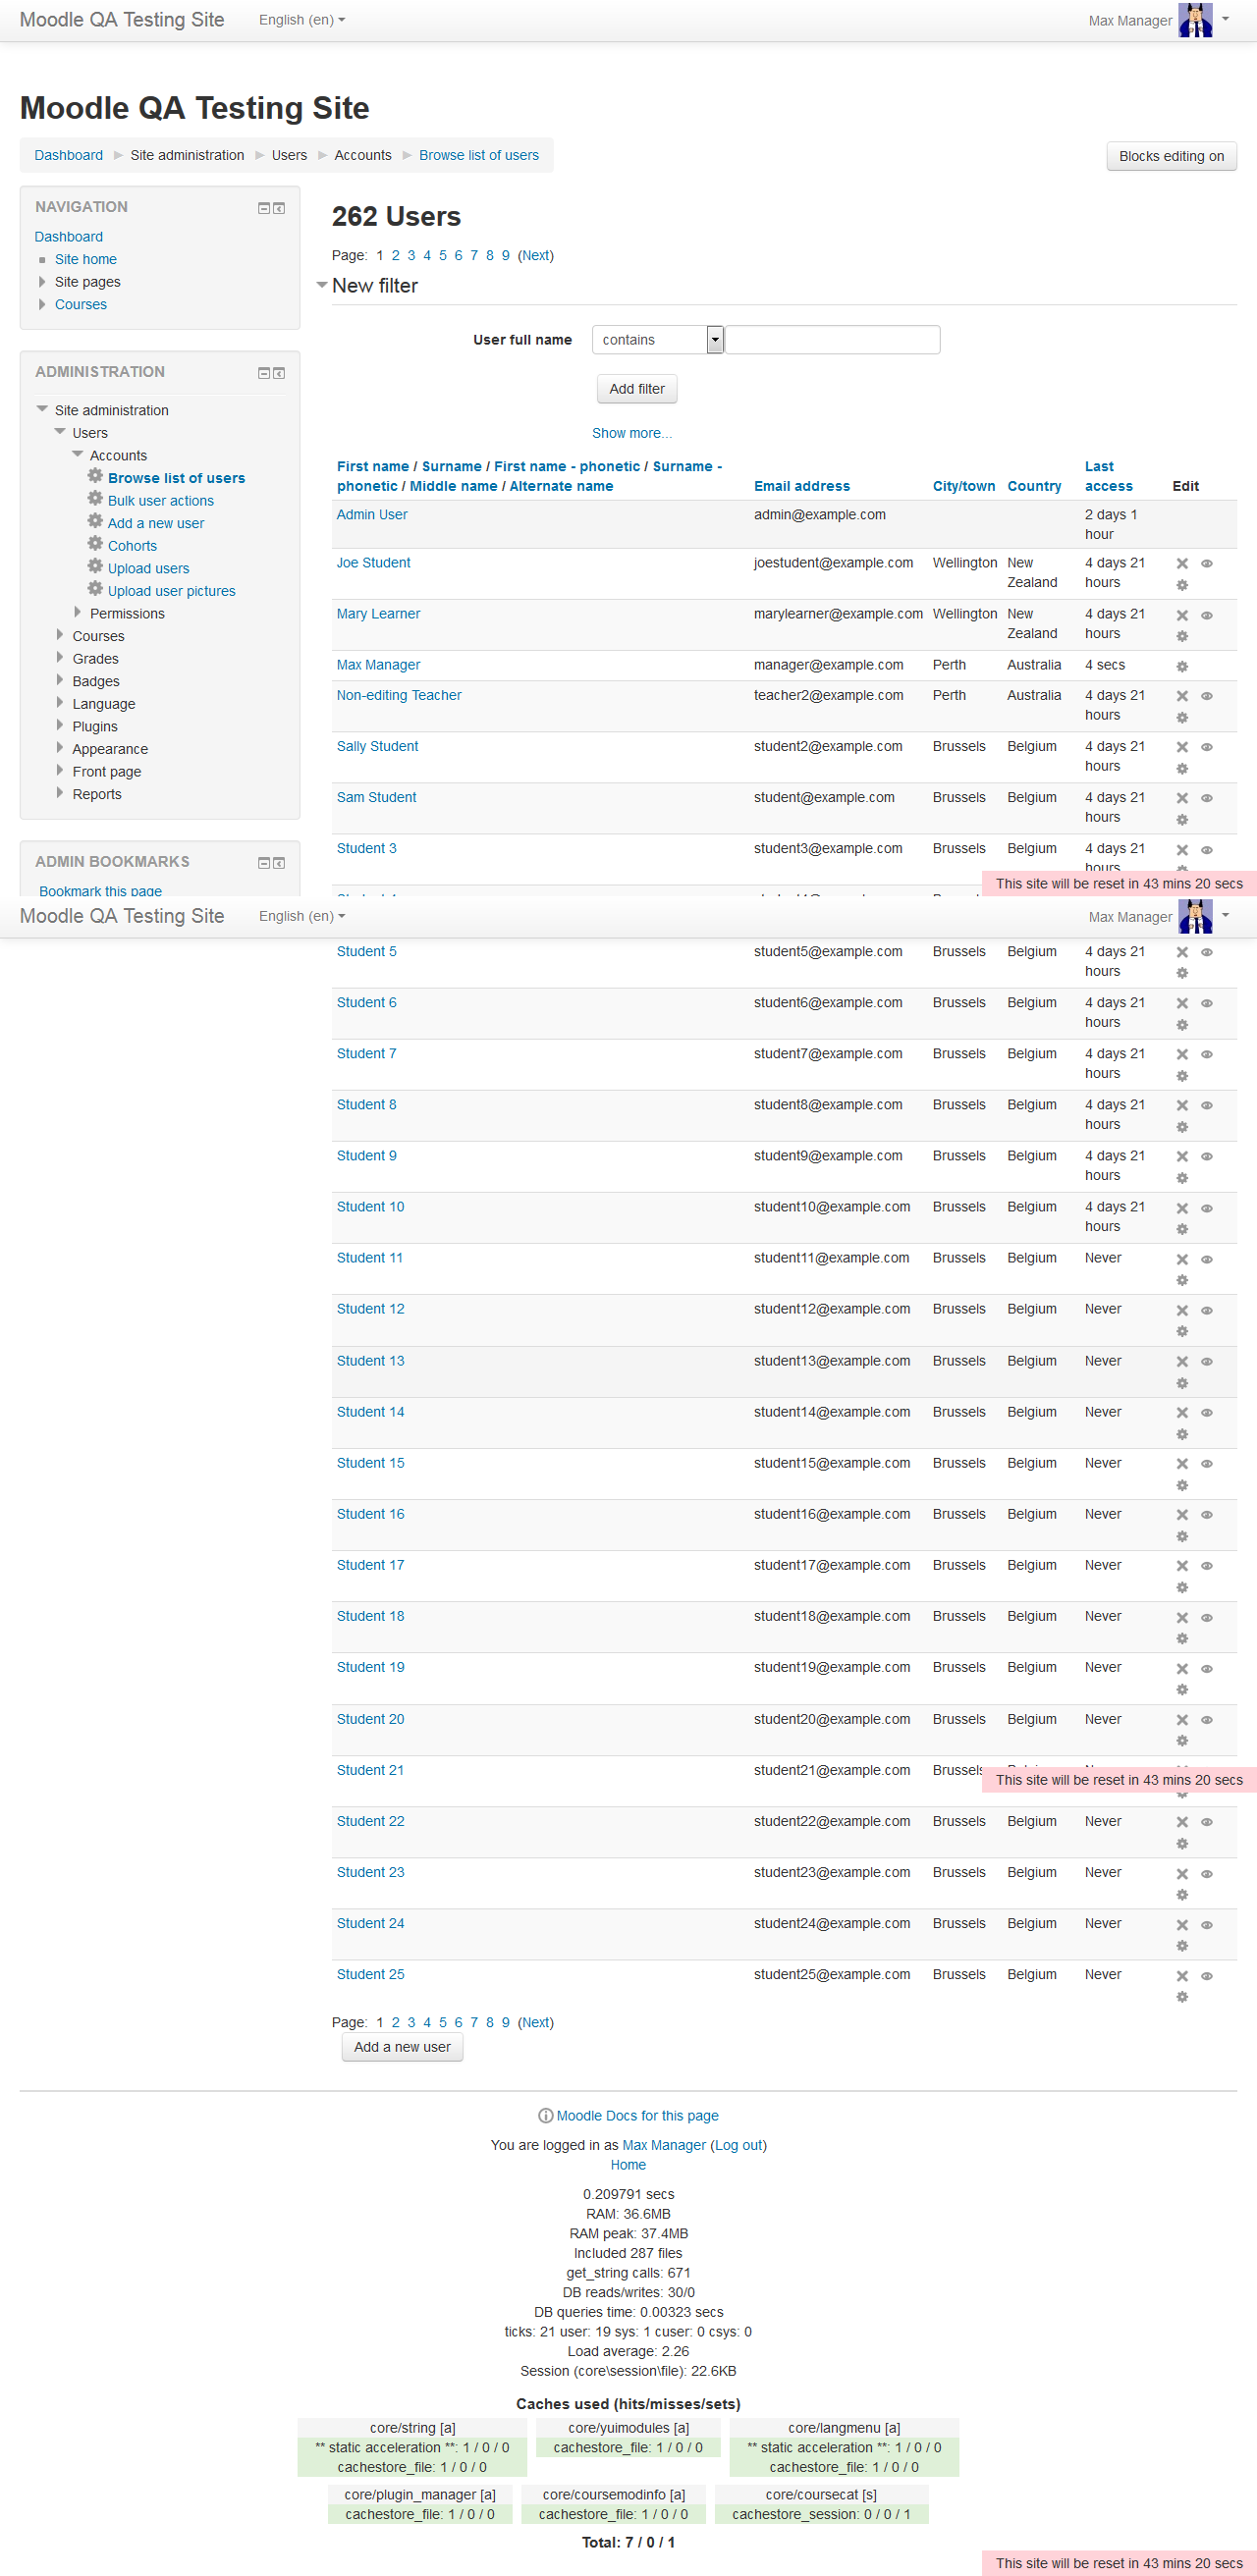 Moodle QA Testing Site English (en) Max Manager
Moodle QA Testing Site
Dashboard Site administration Users Accounts Browse list of users Blocks editing on
NAVIGATION
Dashboard
Site home
Site pages
Courses
ADMINISTRATION
Site administration
Users
Accounts
Browse list of users
Bulk user actions
Add a new user
Cohorts
Upload users
Upload user pictures
Permissions
Courses
Grades
Badges
Language
Plugins
Appearance
Front page
Reports
ADMIN BOOKMARKS
Bookmark this page
262 Users
Page: 1 2 3 4 5 6 7 8 9 (Next)
New filter
User full name contains
Add filter
Show more...
First name / Surname / First name - phonetic / Surname -
phonetic / Middle name / Alternate name Email address City/town Country Last
access Edit
Admin User admin@example.com 2 days 1
hour
Joe Student joestudent@example.com Wellington New
Zealand 4 days 21
hours
Mary Learner marylearner@example.com Wellington New
Zealand 4 days 21
hours
Max Manager manager@example.com Perth Australia 4 secs
Non-editing Teacher teacher2@example.com Perth Australia 4 days 21
hours
Sally Student student2@example.com Brussels Belgium 4 days 21
hours
Sam Student student@example.com Brussels Belgium 4 days 21
hours
Student 3 student3@example.com Brussels Belgium 4 days 21
hours
This site will be reset in 43 mins 20 secs
Moodle QA Testing Site English (en) Max Manager
Student 5 student5@example.com Brussels Belgium 4 days 21
hours
Student 6 student6@example.com Brussels Belgium 4 days 21
hours
Student 7 student7@example.com Brussels Belgium 4 days 21
hours
Student 8 student8@example.com Brussels Belgium 4 days 21
hours
Student 9 student9@example.com Brussels Belgium 4 days 21
hours
Student 10 student10@example.com Brussels Belgium 4 days 21
hours
Student 11 student11@example.com Brussels Belgium Never
Student 12 student12@example.com Brussels Belgium Never
Student 13 student13@example.com Brussels Belgium Never
Student 14 student14@example.com Brussels Belgium Never
Student 15 student15@example.com Brussels Belgium Never
Student 16 student16@example.com Brussels Belgium Never
Student 17 student17@example.com Brussels Belgium Never
Student 18 student18@example.com Brussels Belgium Never
Student 19 student19@example.com Brussels Belgium Never
Student 20 student20@example.com Brussels Belgium Never
Student 21 student21@example.com Brussels
This site will be reset in 43 mins 20 secs
Student 22 student22@example.com Brussels Belgium Never
Student 23 student23@example.com Brussels Belgium Never
Student 24 student24@example.com Brussels Belgium Never
Student 25 student25@example.com Brussels Belgium Never
Page: 1 2 3 4 5 6 7 8 9 (Next)
Add a new user
Moodle Docs for this page
You are logged in as Max Manager (Log out)
Home
0.209791 secs
RAM: 36.6MB
RAM peak: 37.4MB
Included 287 files
get_string calls: 671
DB reads/writes: 30/0
DB queries time: 0.00323 secs
ticks: 21 user: 19 sys: 1 cuser: 0 csys: 0
Load average: 2.26
Session (core\session\file): 22.6KB
Caches used (hits/misses/sets)
core/string [a] core/yuimodules [a] core/langmenu [a]
** static acceleration **: 1 / 0 / 0 cachestore_file: 1 / 0 / 0 ** static acceleration **: 1 / 0 / 0
cachestore_file: 1 / 0 / 0 cachestore_file: 1 / 0 / 0
core/plugin_manager [a] core/coursemodinfo [a] core/coursecat [s]
cachestore_file: 1 / 0 / 0 cachestore_file: 1 / 0 / 0 cachestore_session: 0 / 0 / 1
Total: 7 / 0 / 1
This site will be reset in 43 mins 20 secs